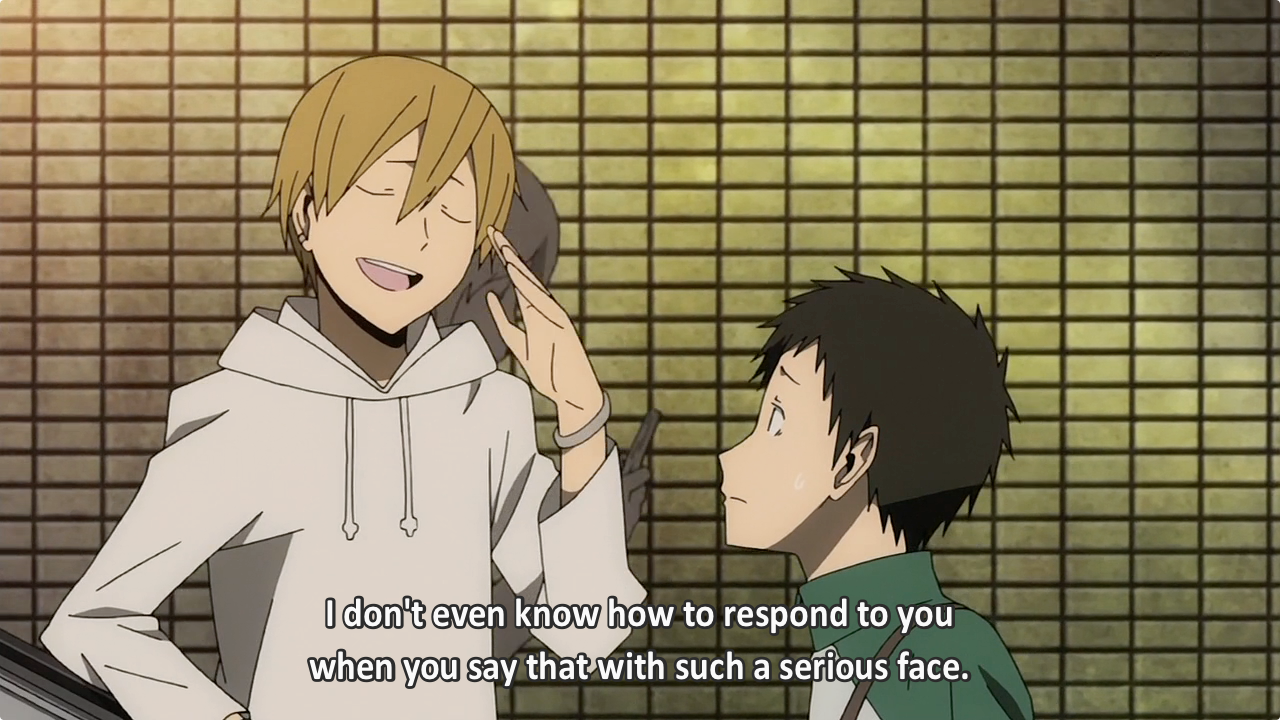 I don't even know how to respond to you
when you say that with such a serious face.